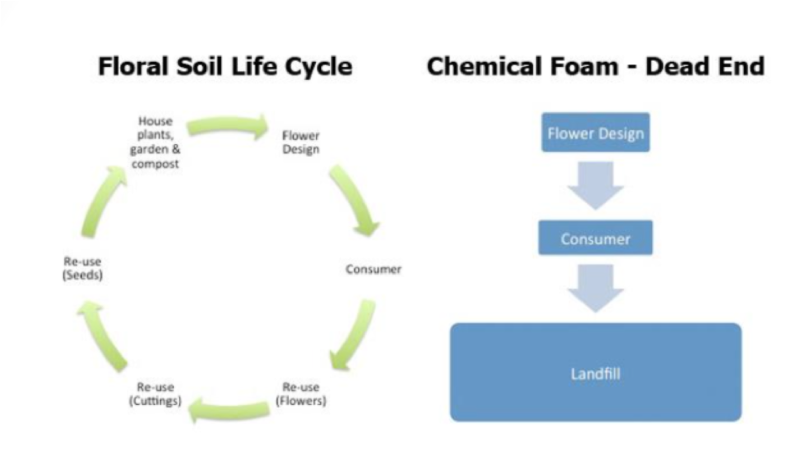 Floral Soil Life Cycle
House
plants,
garden &
compost
Flower
Design
Consumer
Re-use
(Flowers)
Re-use
(Cuttings)
Re-use
(Seeds)
Chemical Foam - Dead End
Flower Design
Consumer
Landfill